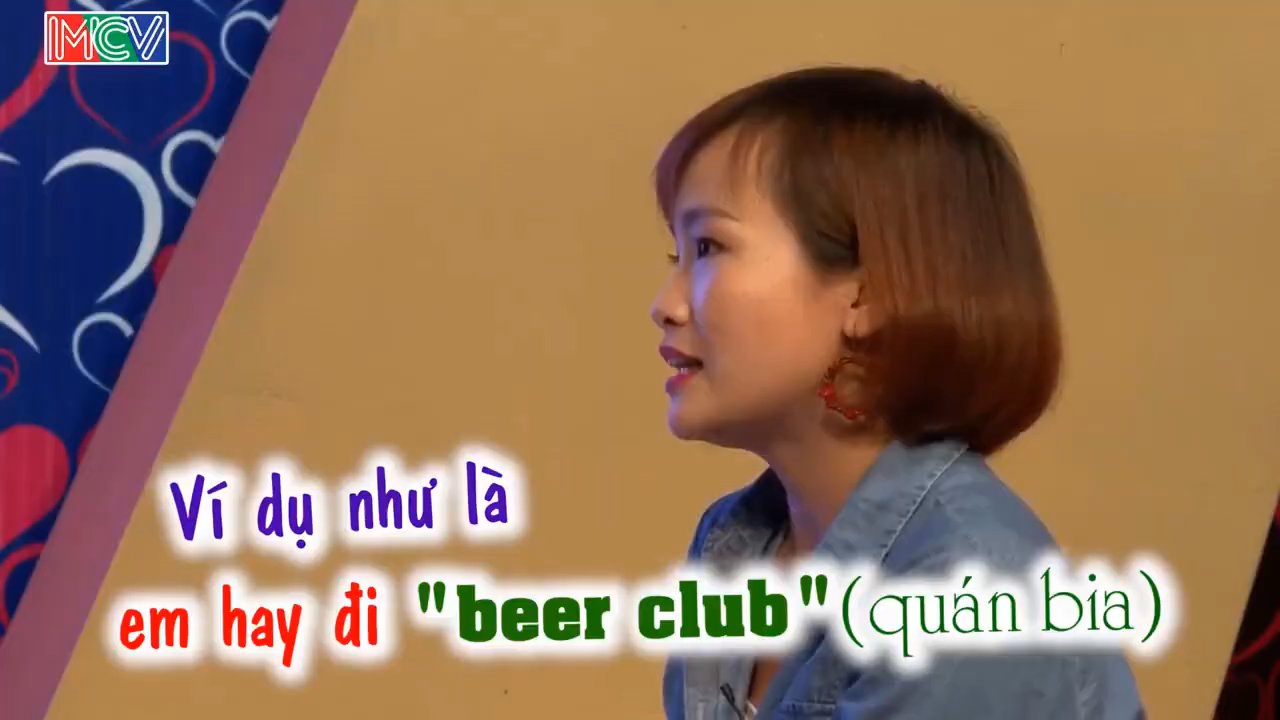 MCV
Ví dụ như là
em hay đi "beer club" (quán bia)